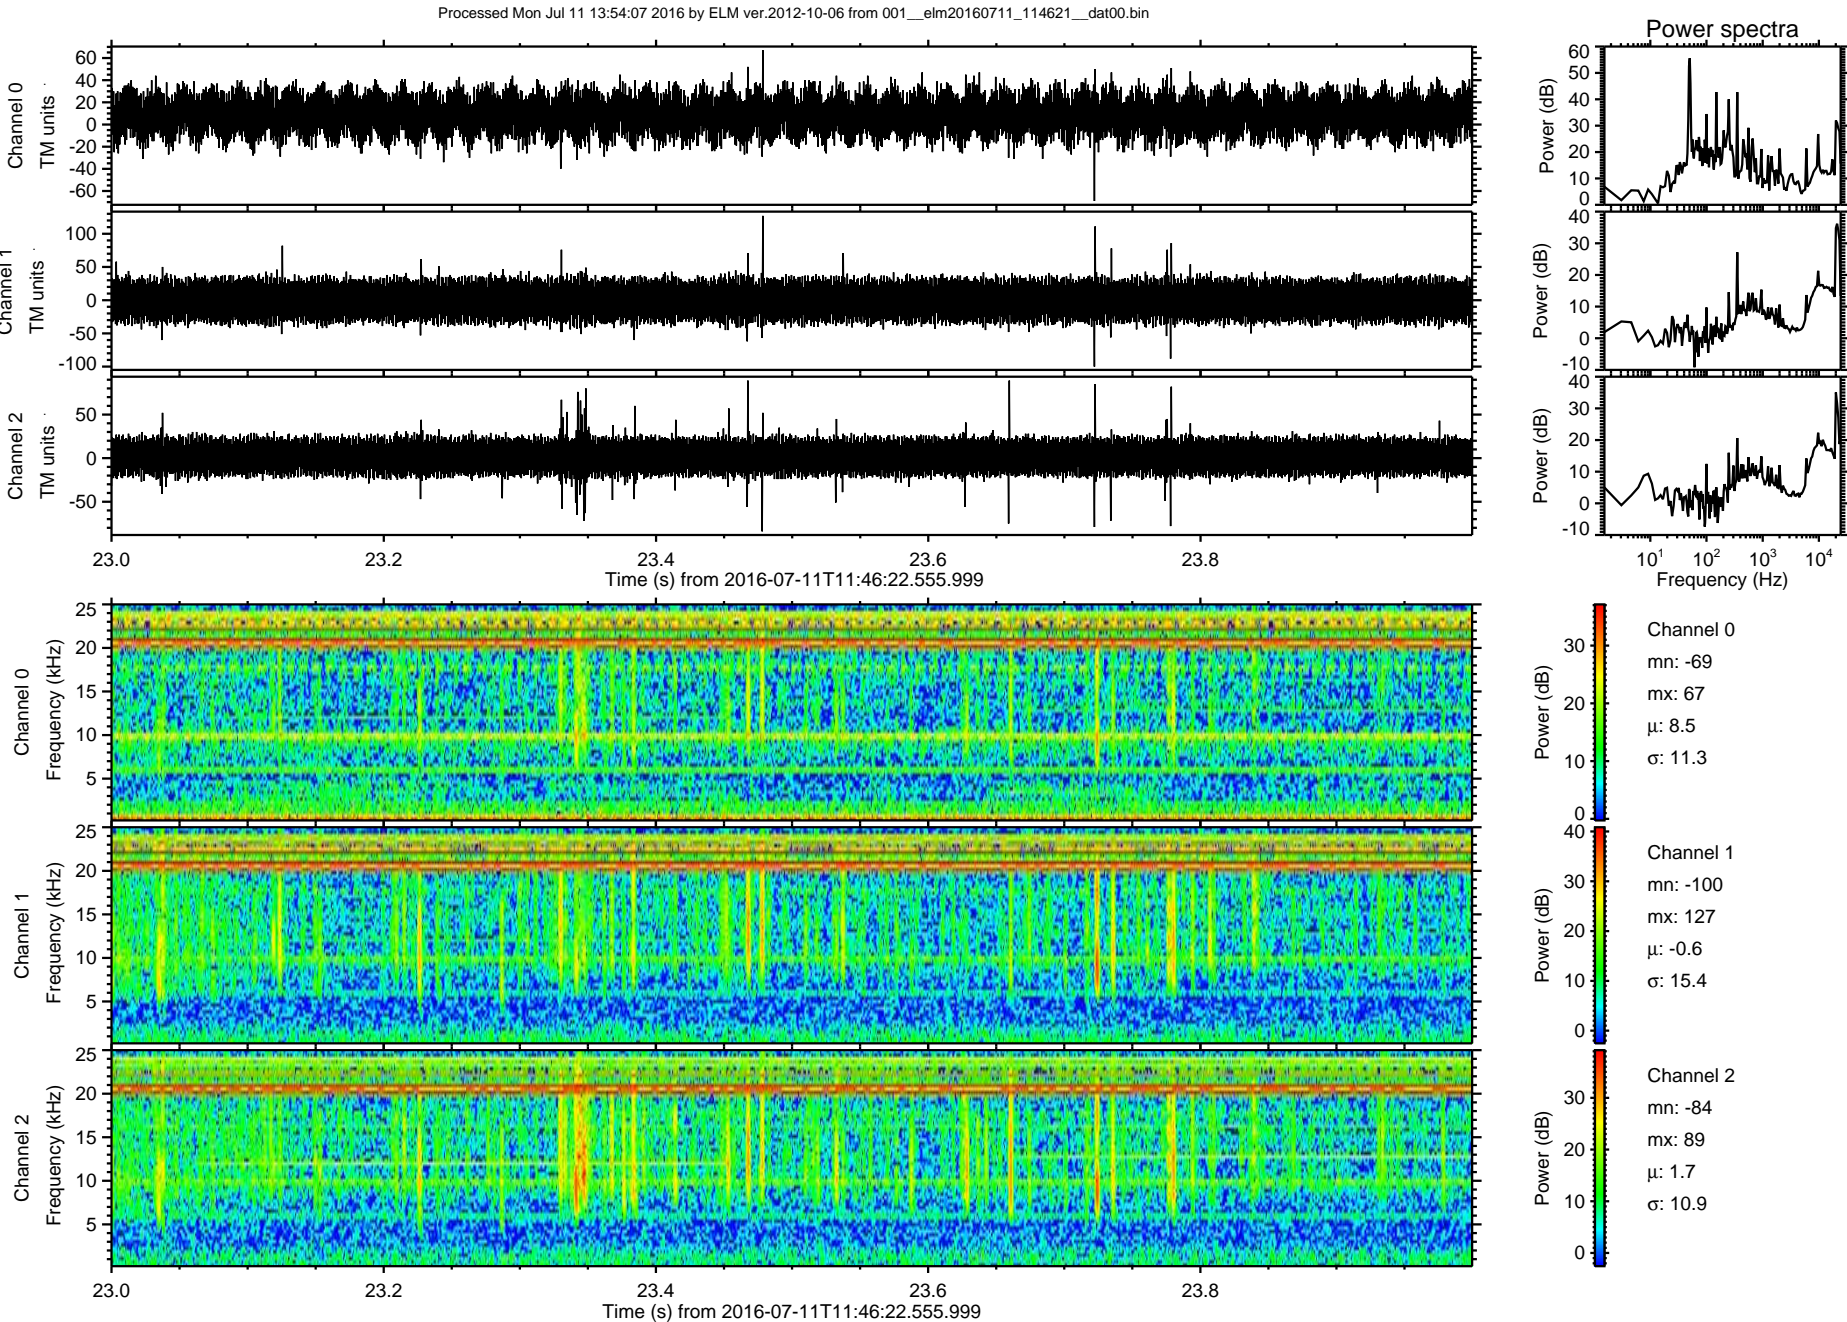 Processed Mon Jul 11 13:54:07 2016 by ELM ver.2012-10-06 from 001__elm20160711_114621__dat00.bin
Power spectra
Channel 0
TM units
60
40
20
0
-20
-40
-60
Power (dB)
60
50
40
30
20
10
0
Channel 1
TM units
100
50
0
-50
-100
Power (dB)
40
30
20
10
0
-10
Channel 2
TM units
50
0
-50
Power (dB)
40
30
20
10
0
-10
23.0 23.2 23.4 23.6 23.8
Time (s) from 2016-07-11T11:46:22.555.999
10¹ 10² 10³ 10⁴
Frequency (Hz)
Channel 0
Frequency (kHz)
25
20
15
10
5
Power (dB)
30
20
10
0
Channel 0
mn: -69
mx: 67
μ: 8.5
σ: 11.3
Channel 1
Frequency (kHz)
25
20
15
10
5
Power (dB)
40
30
20
10
0
Channel 1
mn: -100
mx: 127
μ: -0.6
σ: 15.4
Channel 2
Frequency (kHz)
25
20
15
10
5
Power (dB)
30
20
10
0
Channel 2
mn: -84
mx: 89
μ: 1.7
σ: 10.9
23.0 23.2 23.4 23.6 23.8
Time (s) from 2016-07-11T11:46:22.555.999